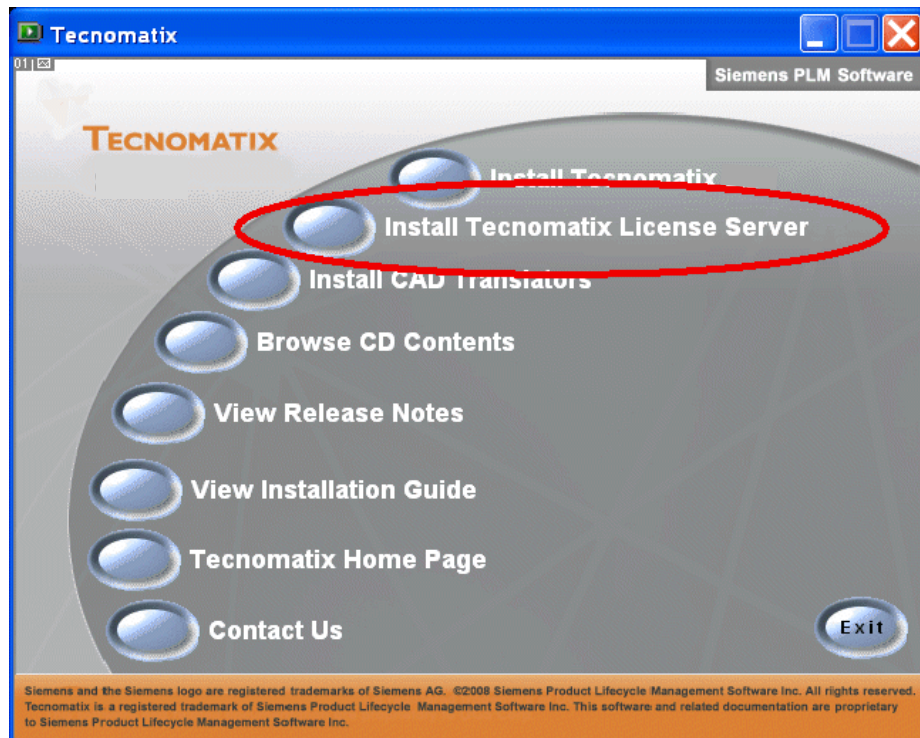 Tecnomatix
Siemens PLM Software
TECNOMATIX
Install Tecnomatix
Install Tecnomatix License Server
Install CAD Translators
Browse CD Contents
View Release Notes
View Installation Guide
Tecnomatix Home Page
Contact Us
Exit
Siemens and the Siemens logo are registered trademarks of Siemens AG. ©2008 Siemens Product Lifecycle Management Software Inc. All rights reserved.
Tecnomatix is a registered trademark of Siemens Product Lifecycle Management Software Inc. This software and related documentation are proprietary
to Siemens Product Lifecycle Management Software Inc.